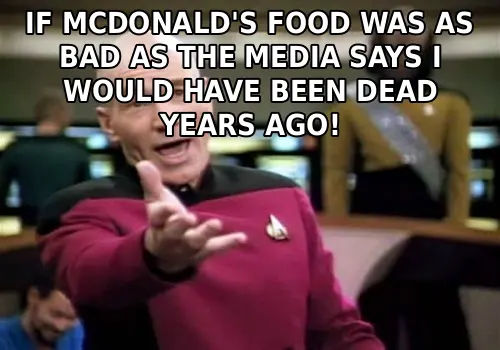 IF MCDONALD'S FOOD WAS AS
BAD AS THE MEDIA SAYS I
WOULD HAVE BEEN DEAD
YEARS AGO!